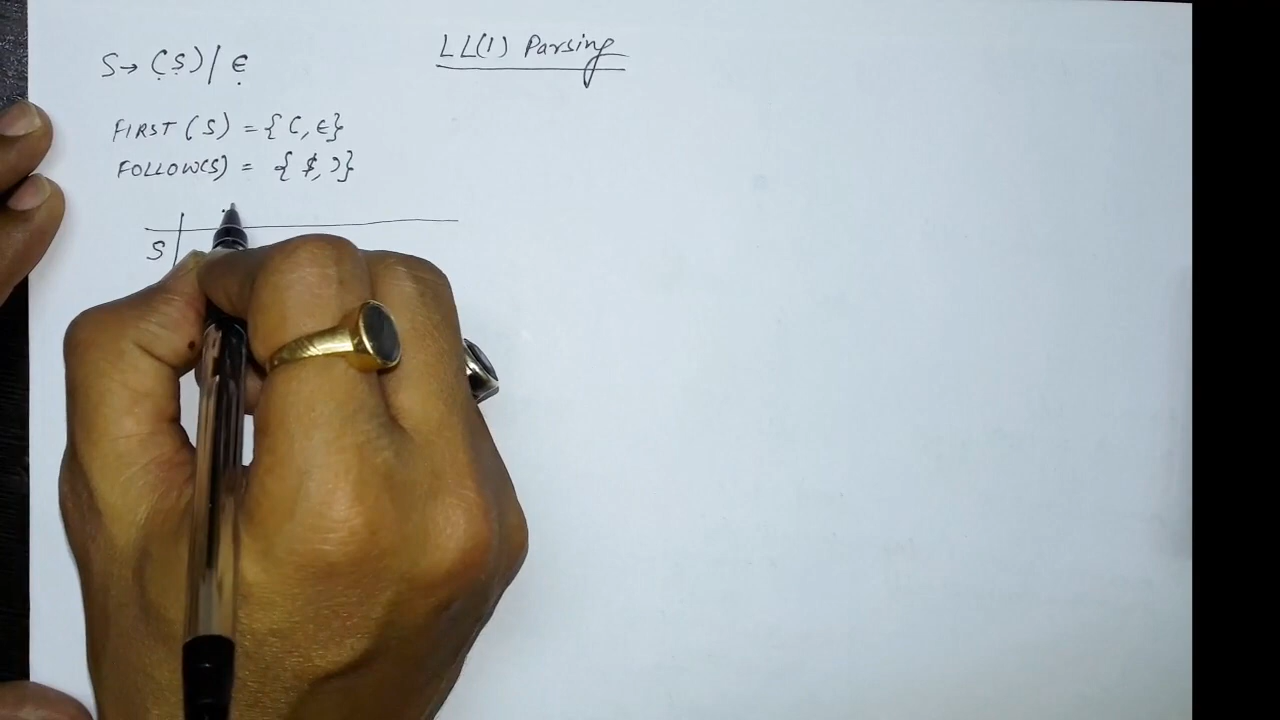 LL(1) Parsing
S→ (S) / ε
FIRST(S) = { (, ε}
FOLLOW(S) = { $, )}
S